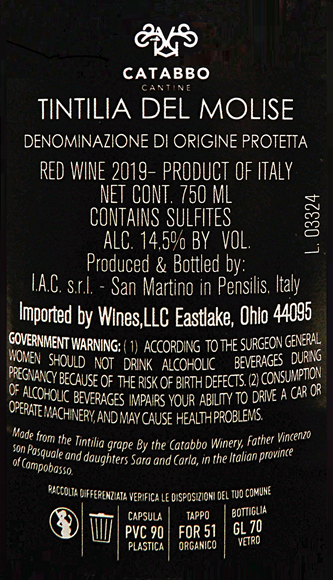 CATABBO
CANTINE
TINTILIA DEL MOLISE
DENOMINAZIONE DI ORIGINE PROTETTA
RED WINE 2019– PRODUCT OF ITALY
NET CONT. 750 ML
CONTAINS SULFITES
ALC. 14,5% BY VOL.
Produced & Bottled by:
I.A.C. s.r.l. - San Martino in Pensilis, Italy
L. 03324
Imported by Wines,LLC Eastlake, Ohio 44095
GOVERNMENT WARNING: (1) ACCORDING TO THE SURGEON GENERAL,
WOMEN SHOULD NOT DRINK ALCOHOLIC BEVERAGES DURING
PREGNANCY BECAUSE OF THE RISK OF BIRTH DEFECTS. (2) CONSUMPTION
OF ALCOHOLIC BEVERAGES IMPAIRS YOUR ABILITY TO DRIVE A CAR OR
OPERATE MACHINERY, AND MAY CAUSE HEALTH PROBLEMS.
Made from the Tintilia grape By the Catabbo Winery, Father Vincenzo
son Pasquale and daughters Sara and Carla, in the Italian province
of Campobasso.
RACCOLTA DIFFERENZIATA VERIFICA LE DISPOSIZIONI DEL TUO COMUNE
CAPSULA
PVC 90
PLASTICA
TAPPO
FOR 51
ORGANICO
BOTTIGLIA
GL 70
VETRO